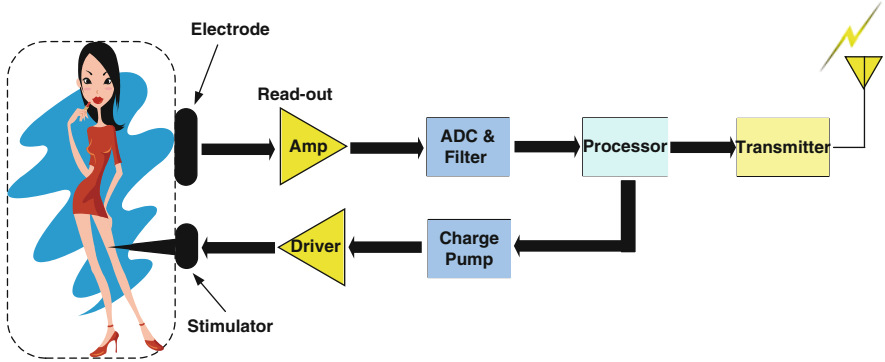 Electrode
Read-out
Amp
ADC &
Filter
Processor
Transmitter
Driver
Charge
Pump
Stimulator